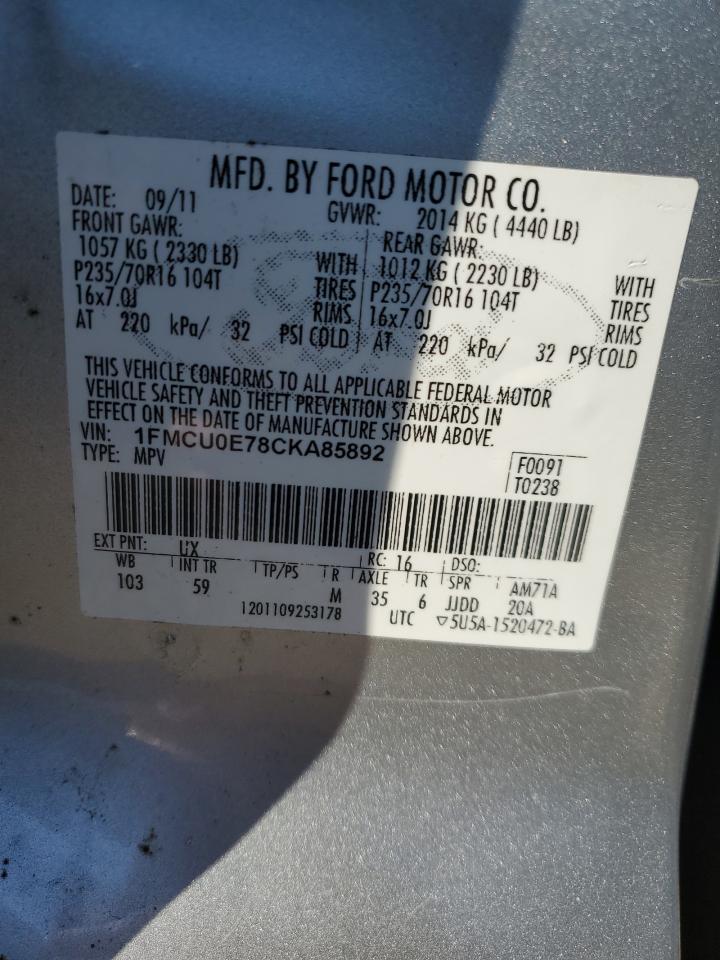 MFD. BY FORD MOTOR CO.
DATE: 09/11 GVWR: 2014 KG ( 4440 LB)
FRONT GAWR: REAR GAWR:
1057 KG ( 2330 LB) WITH 1012 KG ( 2230 LB) WITH
P235/70R16 104T TIRES P235/70R16 104T TIRES
16x7.0J RIMS 16x7.0J RIMS
AT 220 kPa/ 32 PSI COLD AT 220 kPa/ 32 PSI COLD
THIS VEHICLE CONFORMS TO ALL APPLICABLE FEDERAL MOTOR
VEHICLE SAFETY AND THEFT PREVENTION STANDARDS IN
EFFECT ON THE DATE OF MANUFACTURE SHOWN ABOVE.
VIN: 1FMCU0E78CKA85892
TYPE: MPV
F0091
T0238
EXT PNT: UX RC: 16 DSO:
WB INT TR TP/PS R AXLE TR SPR AM71A
103 59 M 35 6 JJDD 20A
1201109253178 UTC ▽5U5A-1520472-BA